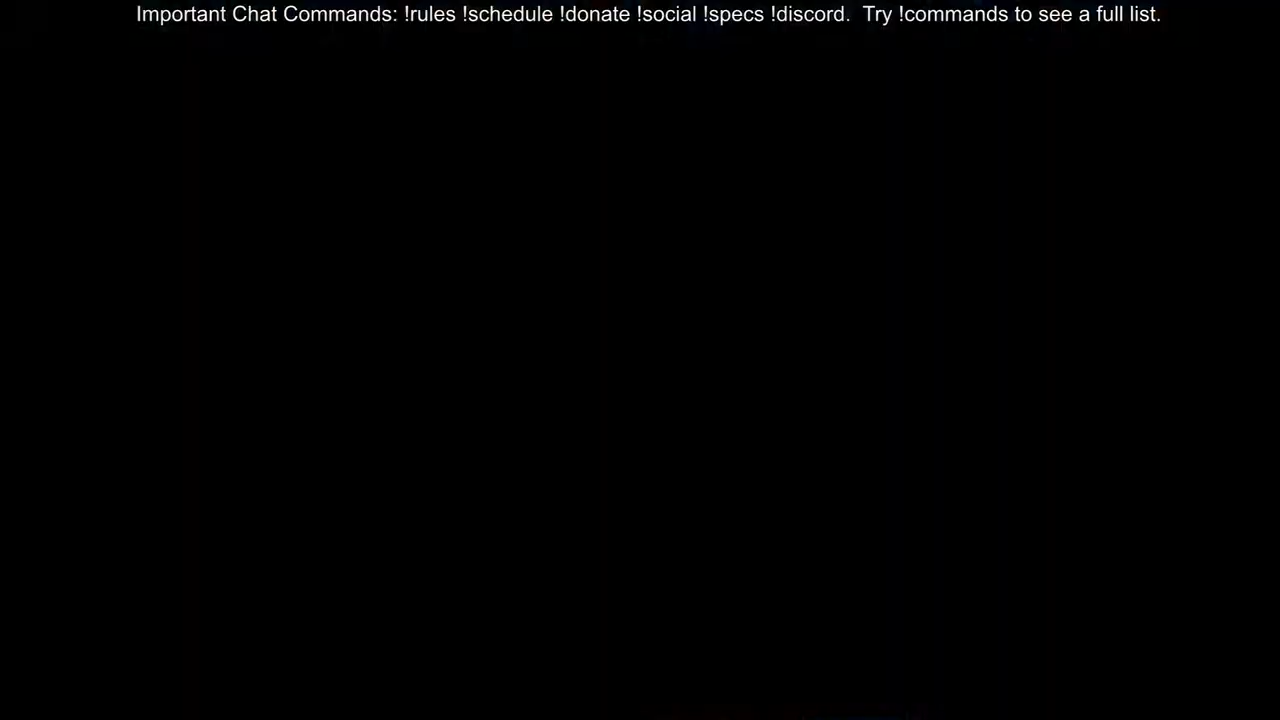 Important Chat Commands: !rules !schedule !donate !social !specs !discord.  Try !commands to see a full list.